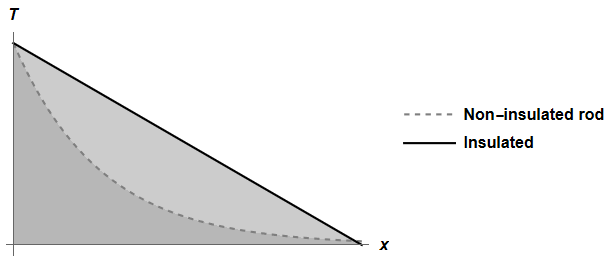 T
Non−insulated rod
Insulated
x